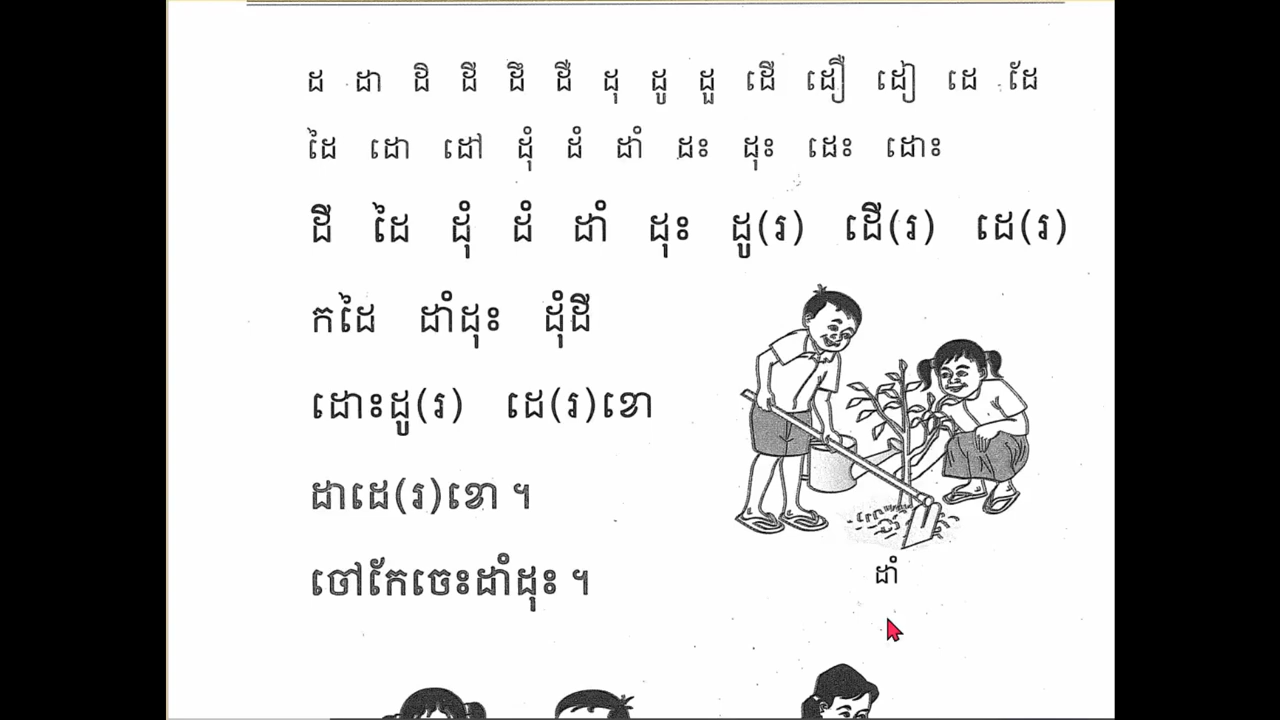 ដ ដា ដិ ដី ដឹ ដឺ ដុ ដូ ដួ ដើ ដឿ ដៀ ដេ ដែ
ដៃ ដោ ដៅ ដុំ ដំ ដាំ ដះ ដុះ ដេះ ដោះ
ដី ដៃ ដុំ ដំ ដាំ ដុះ ដូ(រ) ដើ(រ) ដេ(រ)
កដៃ ដាំដុះ ដុំដី
ដោះដូ(រ) ដេ(រ)ខោ
ដាដេ(រ)ខោ ។
ចៅកែចេះដាំដុះ ។
ដាំ